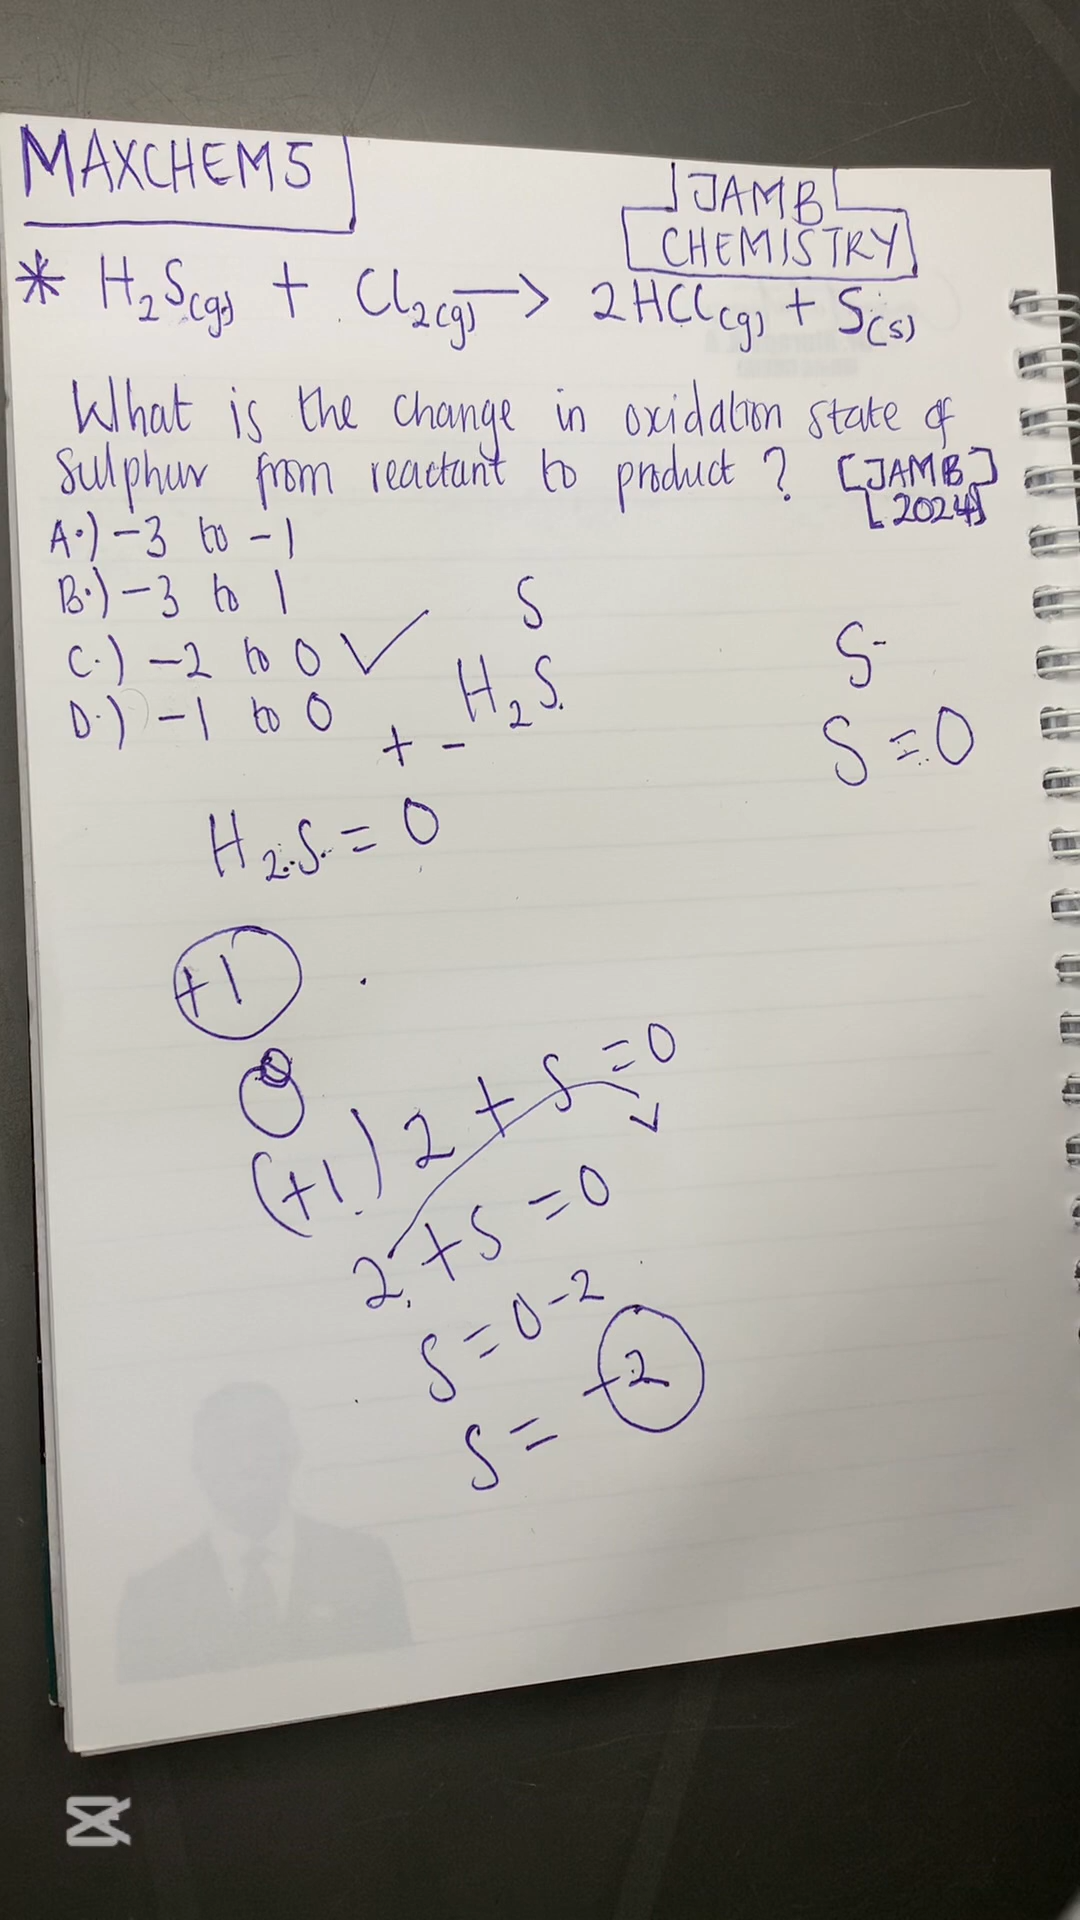 MAXCHEM5
JAMB
CHEMISTRY
* H₂S(g) + Cl₂(g) → 2HCl(g) + S(s)
What is the change in oxidation state of
Sulphur from reactant to product ? [JAMB]
[2024]
A.) -3 to -1
B.) -3 to 1
C.) -2 to 0 ✓
D.) -1 to 0
S
H₂S
+ -
S-
S = 0
H₂S = 0
+1
(+1) 2 + S = 0
2 + S = 0
S = 0 - 2
S = -2